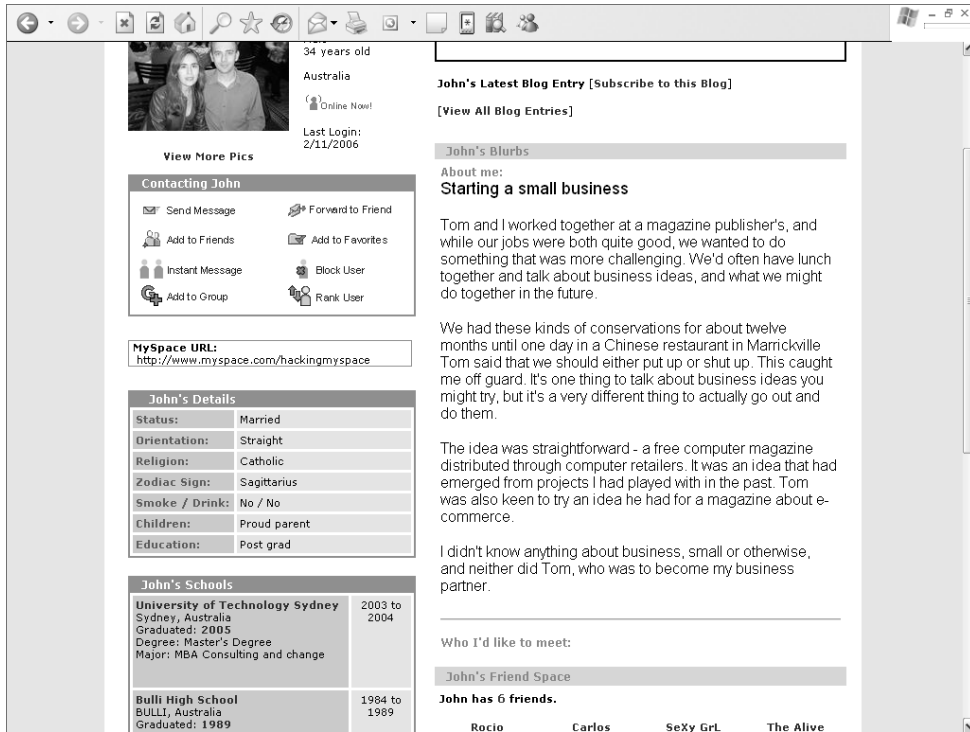 34 years old
Australia
Online Now!
Last Login:
2/11/2006
View More Pics
Contacting John
Send Message
Forward to Friend
Add to Friends
Add to Favorites
Instant Message
Block User
Add to Group
Rank User
MySpace URL:
http://www.myspace.com/hackingmyspace
John's Details
Status: Married
Orientation: Straight
Religion: Catholic
Zodiac Sign: Sagittarius
Smoke / Drink: No / No
Children: Proud parent
Education: Post grad
John's Schools
University of Technology Sydney 2003 to
Sydney, Australia 2004
Graduated: 2005
Degree: Master's Degree
Major: MBA Consulting and change
Bulli High School 1984 to
BULLI, Australia 1989
Graduated: 1989
John's Latest Blog Entry [Subscribe to this Blog]
[View All Blog Entries]
John's Blurbs
About me:
Starting a small business
Tom and I worked together at a magazine publisher's, and
while our jobs were both quite good, we wanted to do
something that was more challenging. We'd often have lunch
together and talk about business ideas, and what we might
do together in the future.
We had these kinds of conservations for about twelve
months until one day in a Chinese restaurant in Marrickville
Tom said that we should either put up or shut up. This caught
me off guard. It's one thing to talk about business ideas you
might try, but it's a very different thing to actually go out and
do them.
The idea was straightforward - a free computer magazine
distributed through computer retailers. It was an idea that had
emerged from projects I had played with in the past. Tom
was also keen to try an idea he had for a magazine about e-
commerce.
I didn't know anything about business, small or otherwise,
and neither did Tom, who was to become my business
partner.
Who I'd like to meet:
John's Friend Space
John has 6 friends.
Rocio
Carlos
SeXy GrL
The Alive